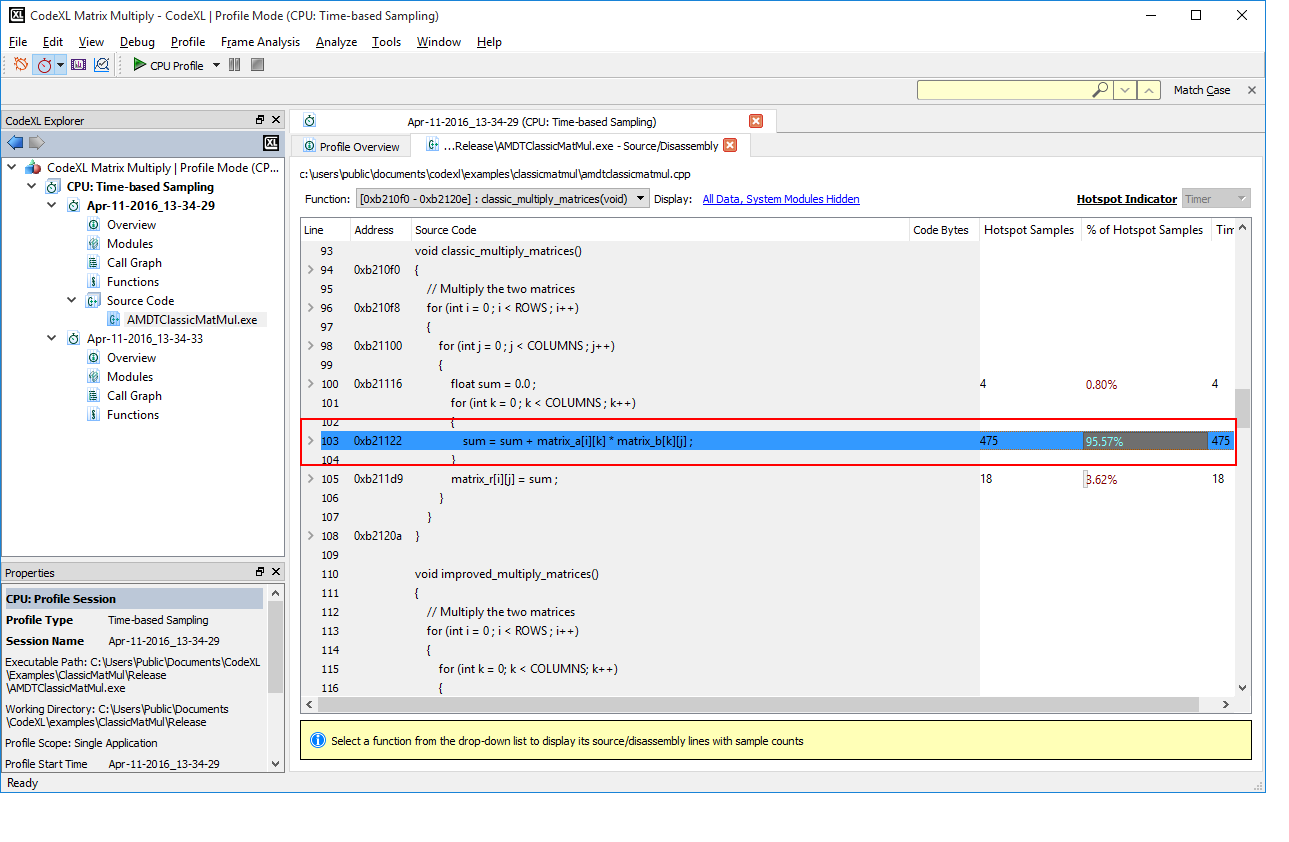 CodeXL Matrix Multiply - CodeXL | Profile Mode (CPU: Time-based Sampling)
File Edit View Debug Profile Frame Analysis Analyze Tools Window Help
CPU Profile
Match Case
CodeXL Explorer
XL
CodeXL Matrix Multiply | Profile Mode (CP...
CPU: Time-based Sampling
Apr-11-2016_13-34-29
Overview
Modules
Call Graph
Functions
Source Code
AMDTClassicMatMul.exe
Apr-11-2016_13-34-33
Overview
Modules
Call Graph
Functions
Properties
CPU: Profile Session
Profile Type Time-based Sampling
Session Name Apr-11-2016_13-34-29
Executable Path: C:\Users\Public\Documents\CodeXL
\Examples\ClassicMatMul\Release
\AMDTClassicMatMul.exe
Working Directory: C:\Users\Public\Documents
\CodeXL\examples\ClassicMatMul\Release
Profile Scope: Single Application
Profile Start Time Apr-11-2016_13-34-29
Apr-11-2016_13-34-29 (CPU: Time-based Sampling)
Profile Overview ...Release\AMDTClassicMatMul.exe - Source/Disassembly
c:\users\public\documents\codexl\examples\classicmatmul\amdtclassicmatmul.cpp
Function: [0xb210f0 - 0xb2120e] : classic_multiply_matrices(void) Display: All Data, System Modules Hidden Hotspot Indicator Timer
Line Address Source Code Code Bytes Hotspot Samples % of Hotspot Samples Tim
93 void classic_multiply_matrices()
94 0xb210f0 {
95 // Multiply the two matrices
96 0xb210f8 for (int i = 0 ; i < ROWS ; i++)
97 {
98 0xb21100 for (int j = 0 ; j < COLUMNS ; j++)
99 {
100 0xb21116 float sum = 0.0 ; 4 0.80% 4
101 for (int k = 0 ; k < COLUMNS ; k++)
102 {
103 0xb21122 sum = sum + matrix_a[i][k] * matrix_b[k][j] ; 475 95.57% 475
104 }
105 0xb211d9 matrix_r[i][j] = sum ; 18 3.62% 18
106 }
107 }
108 0xb2120a }
109
110 void improved_multiply_matrices()
111 {
112 // Multiply the two matrices
113 for (int i = 0 ; i < ROWS ; i++)
114 {
115 for (int k = 0; k < COLUMNS; k++)
116 {
Select a function from the drop-down list to display its source/disassembly lines with sample counts
Ready